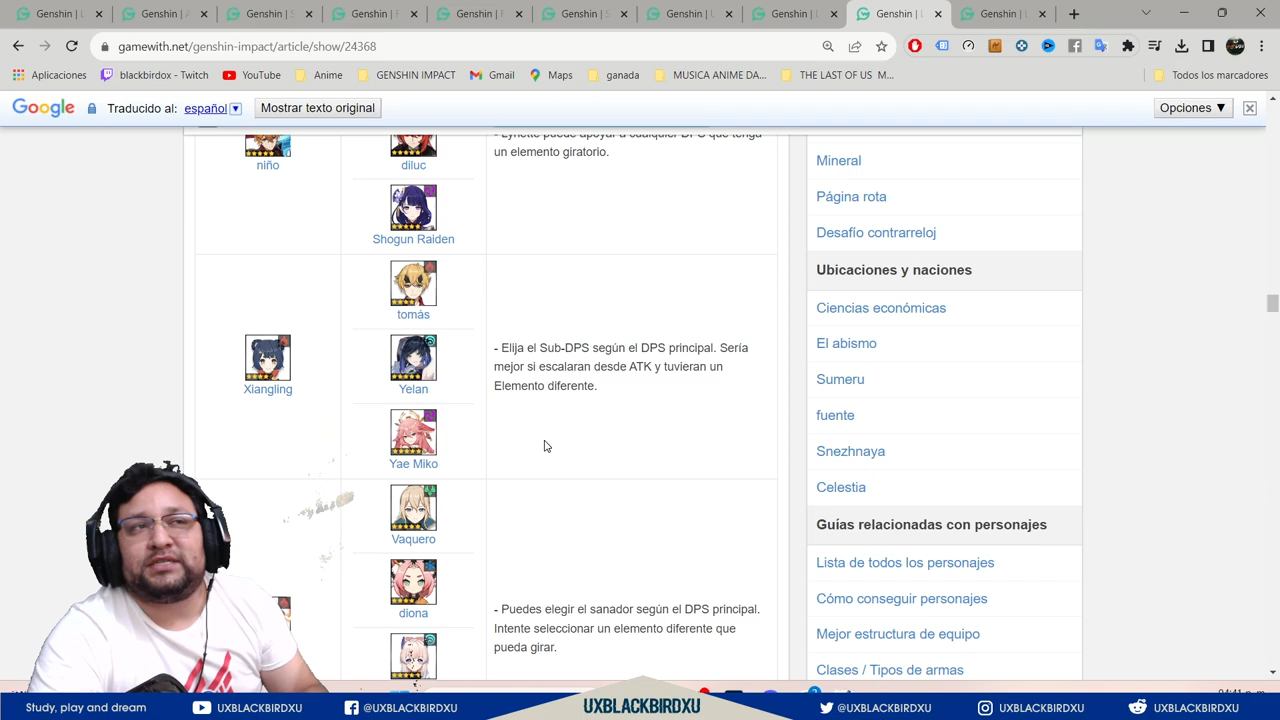 Genshin | L
Genshin | A
Genshin | S
Genshin | F
Genshin | F
Genshin | S
Genshin | U
Genshin | L
Genshin | L
Genshin | L
gamewith.net/genshin-impact/article/show/24368
Aplicaciones
blackbirdox - Twitch
YouTube
Anime
GENSHIN IMPACT
Gmail
Maps
ganada
MUSICA ANIME DA...
THE LAST OF US M...
Todos los marcadores
Google
Traducido al: español
Mostrar texto original
Opciones ▼
- Lynette puede apoyar a cualquier DPS que tenga
un elemento giratorio.
niño
diluc
Shogun Raiden
tomás
Xiangling
Yelan
- Elija el Sub-DPS según el DPS principal. Sería
mejor si escalaran desde ATK y tuvieran un
Elemento diferente.
Yae Miko
Vaquero
diona
- Puedes elegir el sanador según el DPS principal.
Intente seleccionar un elemento diferente que
pueda girar.
Mineral
Página rota
Desafío contrarreloj
Ubicaciones y naciones
Ciencias económicas
El abismo
Sumeru
fuente
Snezhnaya
Celestia
Guias relacionadas con personajes
Lista de todos los personajes
Cómo conseguir personajes
Mejor estructura de equipo
Clases / Tipos de armas
04:41 p. m.
Study, play and dream
UXBLACKBIRDXU
@UXBLACKBIRDXU
UXBLACKBIRDXU
@UXBLACKBIRDXU
UXBLACKBIRDXU
UXBLACKBIRDXU